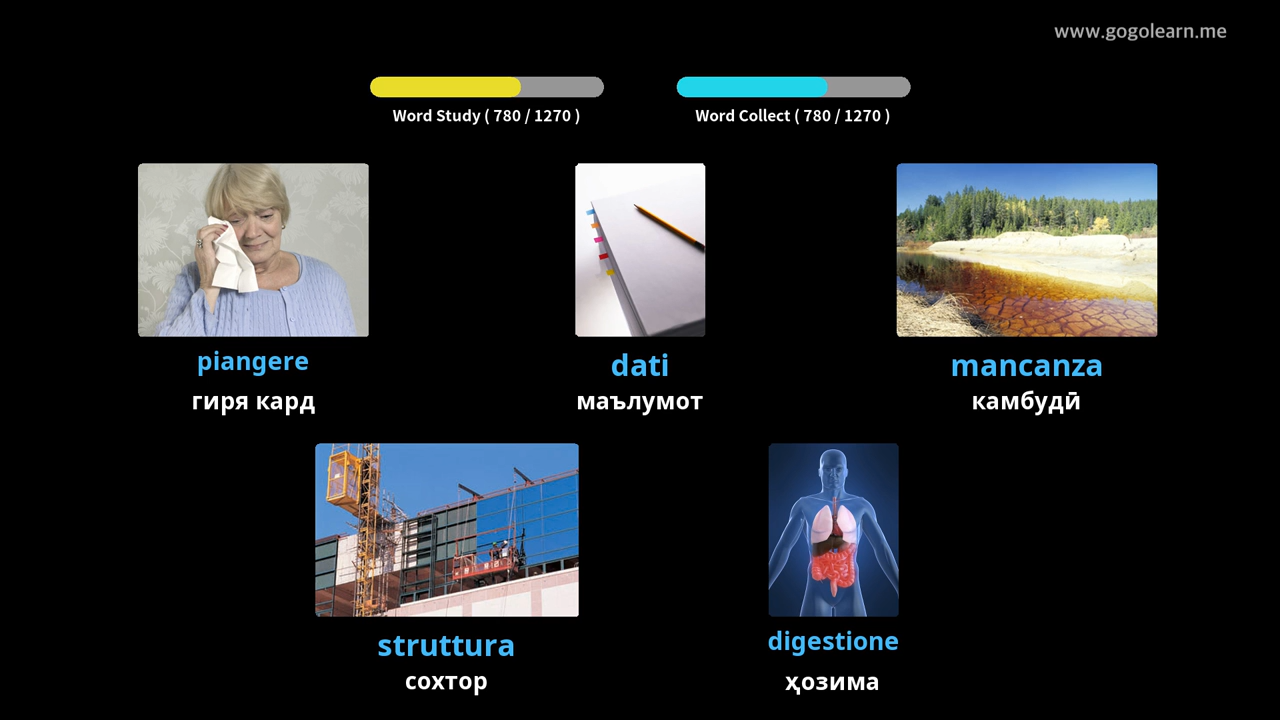 www.gogolearn.me
Word Study ( 780 / 1270 )
Word Collect ( 780 / 1270 )
piangere
dati
mancanza
гиря кард
маълумот
камбудӣ
struttura
digestione
сохтор
ҳозима